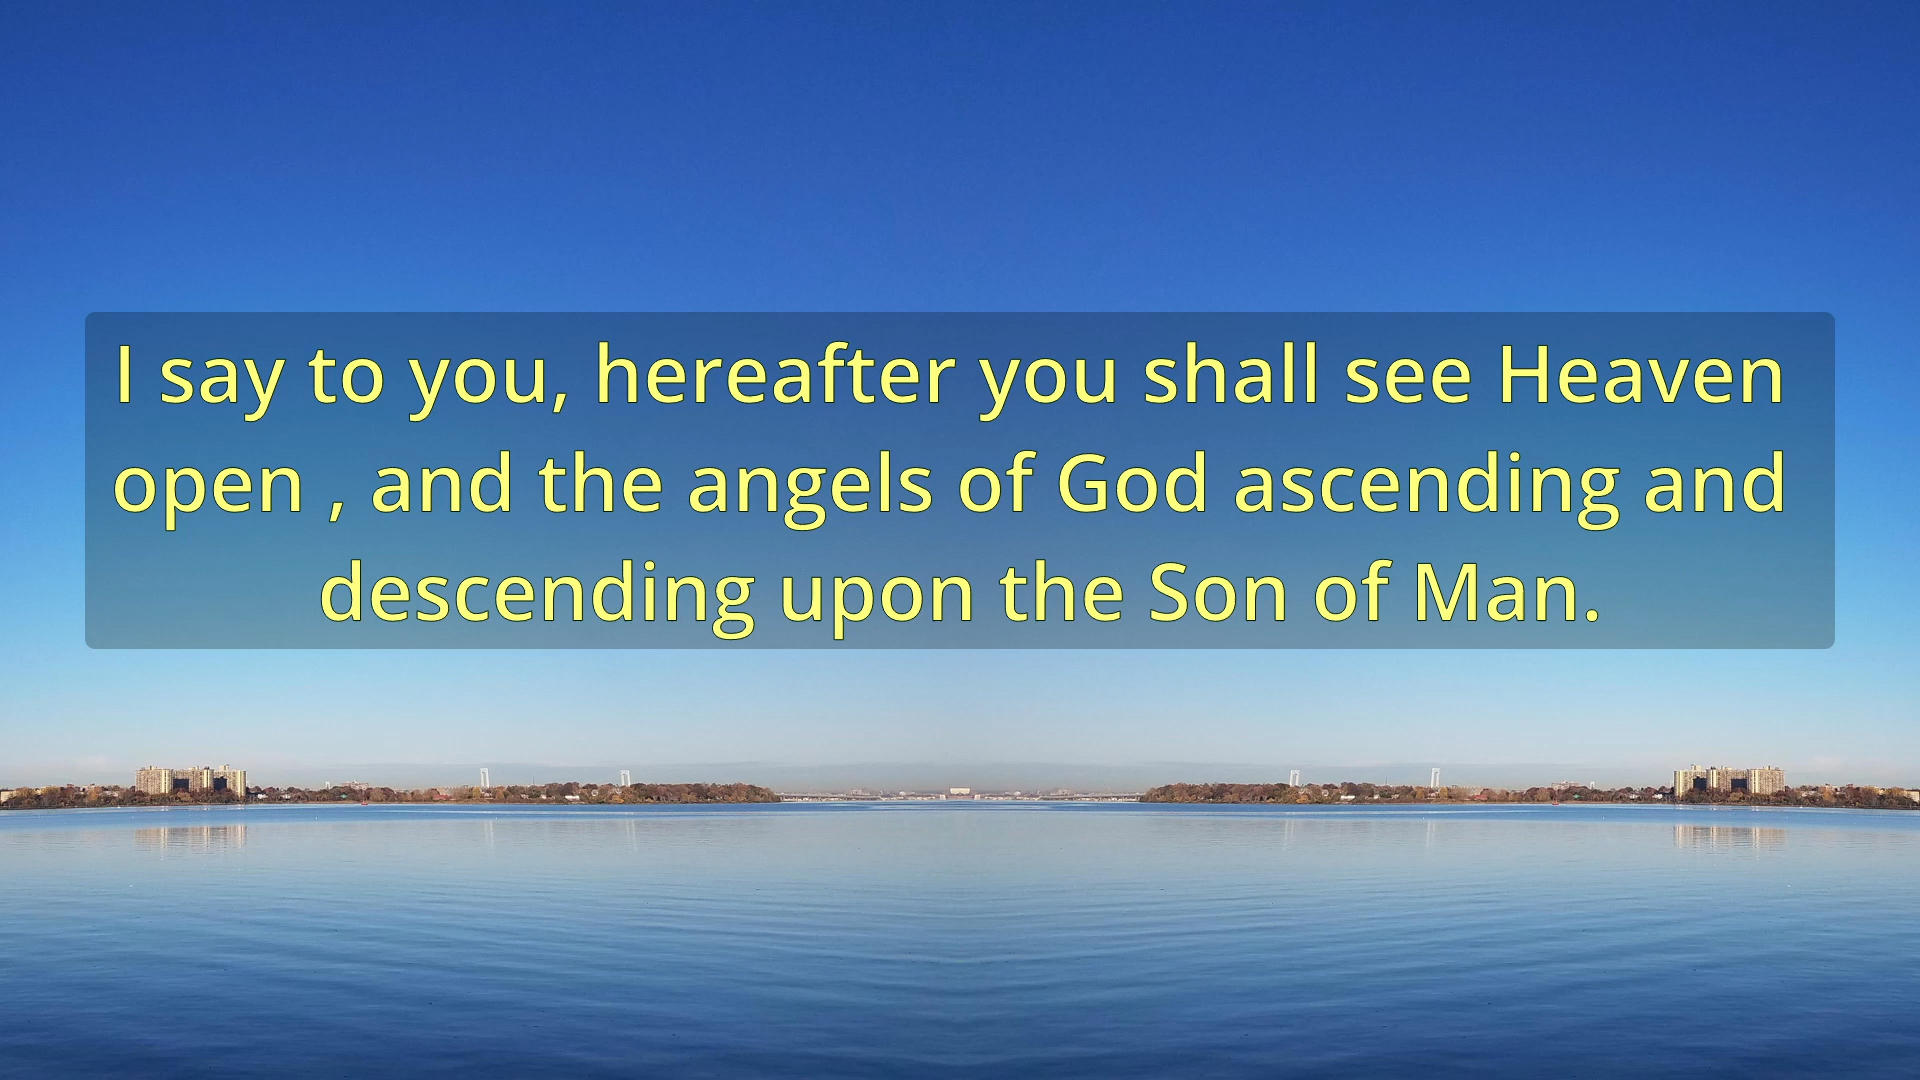 I say to you, hereafter you shall see Heaven
open , and the angels of God ascending and
descending upon the Son of Man.